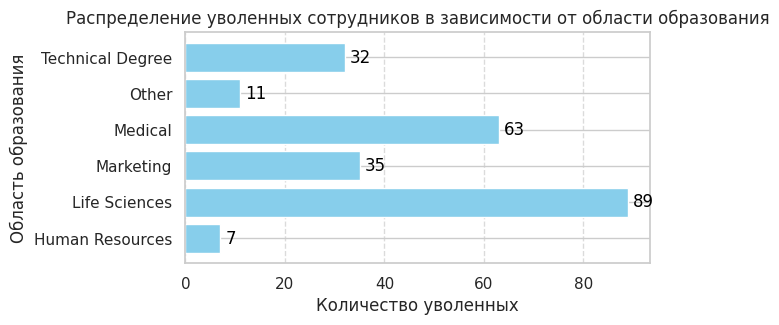 Распределение уволенных сотрудников в зависимости от области образования
Область образования
Technical Degree 32
Other 11
Medical 63
Marketing 35
Life Sciences 89
Human Resources 7
0 20 40 60 80
Количество уволенных